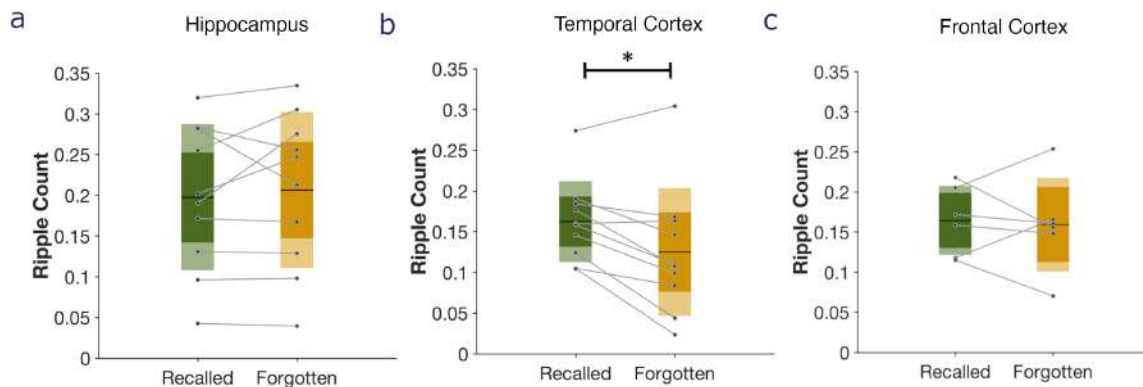 a
Hippocampus
Ripple Count
0.35
0.3
0.25
0.2
0.15
0.1
0.05
0
Recalled
Forgotten
b
Temporal Cortex
*
Ripple Count
0.35
0.3
0.25
0.2
0.15
0.1
0.05
0
Recalled
Forgotten
c
Frontal Cortex
Ripple Count
0.35
0.3
0.25
0.2
0.15
0.1
0.05
0
Recalled
Forgotten